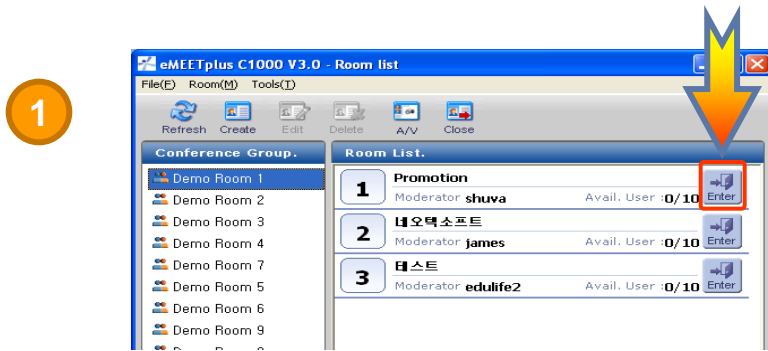 1
eMEETplus C1000 V3.0 - Room list
File(F) Room(M) Tools(T)
Refresh Create Edit Delete A/V Close
Conference Group.
Demo Room 1
Demo Room 2
Demo Room 3
Demo Room 4
Demo Room 7
Demo Room 5
Demo Room 6
Demo Room 9
Room List.
1 Promotion
Moderator shuva Avail. User :0/10 Enter
2 네오텍소프트
Moderator james Avail. User :0/10 Enter
3 테스트
Moderator edulife2 Avail. User :0/10 Enter